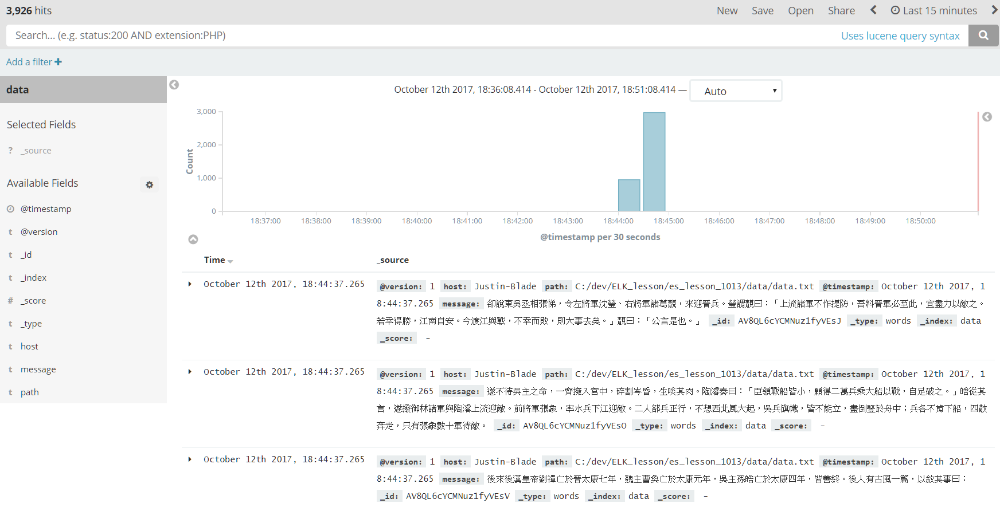 3,926 hits
New Save Open Share Last 15 minutes
Search... (e.g. status:200 AND extension:PHP)
Uses lucene query syntax
Add a filter
data
Selected Fields
? _source
Available Fields
@timestamp
t @version
t _id
t _index
# _score
t _type
t host
t message
t path
October 12th 2017, 18:36:08.414 - October 12th 2017, 18:51:08.414 —
Auto
Count
3,000
2,000
1,000
0
18:37:00 18:38:00 18:39:00 18:40:00 18:41:00 18:42:00 18:43:00 18:44:00 18:45:00 18:46:00 18:47:00 18:48:00 18:49:00 18:50:00
@timestamp per 30 seconds
Time _source
October 12th 2017, 18:44:37.265
@version: 1 host: Justin-Blade path: C:/dev/ELK_lesson/es_lesson_1013/data/data.txt @timestamp: October 12th 2017, 1
8:44:37.265 message: 卻說東吳丞相張悌，令左將軍沈瑩、右將軍諸葛靚，來迎晉兵。瑩謂靚曰：「上流諸軍不作提防，吾料晉軍必至此，宜盡力以敵之。
若幸得勝，江南自安。今渡江與戰，不幸而敗，則大事去矣。」靚曰：「公言是也。」 _id: AV8QL6cYCMNuz1fyVEsJ _type: words _index: data
_score: -
October 12th 2017, 18:44:37.265
@version: 1 host: Justin-Blade path: C:/dev/ELK_lesson/es_lesson_1013/data/data.txt @timestamp: October 12th 2017, 1
8:44:37.265 message: 遂不待吳主之命，一齊擁入宮中，碎割岑昏，生啖其肉。陶濬奏曰：「臣領戰船皆小，願得二萬兵乘大船以戰，自足破之。」皓從其
言，遂撥御林諸軍與陶濬上流迎敵。前將軍張象，率水兵下江迎敵。二人部兵正行，不想西北風大起，吳兵旗幟，皆不能立，盡倒豎於舟中；兵各不肯下船，四散
奔走，只有張象數十軍待敵。 _id: AV8QL6cYCMNuz1fyVEsO _type: words _index: data _score: -
October 12th 2017, 18:44:37.265
@version: 1 host: Justin-Blade path: C:/dev/ELK_lesson/es_lesson_1013/data/data.txt @timestamp: October 12th 2017, 1
8:44:37.265 message: 後來後漢皇帝劉禪亡於晉太康七年，魏主曹奐亡於太康元年，吳主孫皓亡於太康四年，皆善終。後人有古風一篇，以敘其事曰：
_id: AV8QL6cYCMNuz1fyVEsV _type: words _index: data _score: -